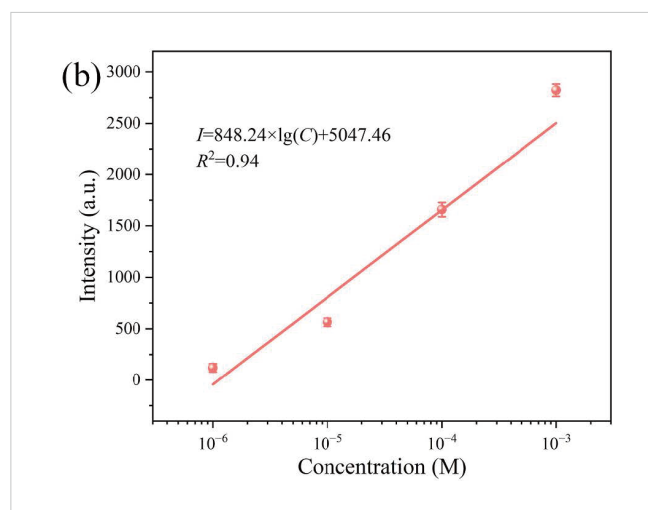 (b)
I=848.24×lg(C)+5047.46
R²=0.94
3000
2500
2000
1500
1000
500
0
Intensity (a.u.)
10⁻⁶ 10⁻⁵ 10⁻⁴ 10⁻³
Concentration (M)